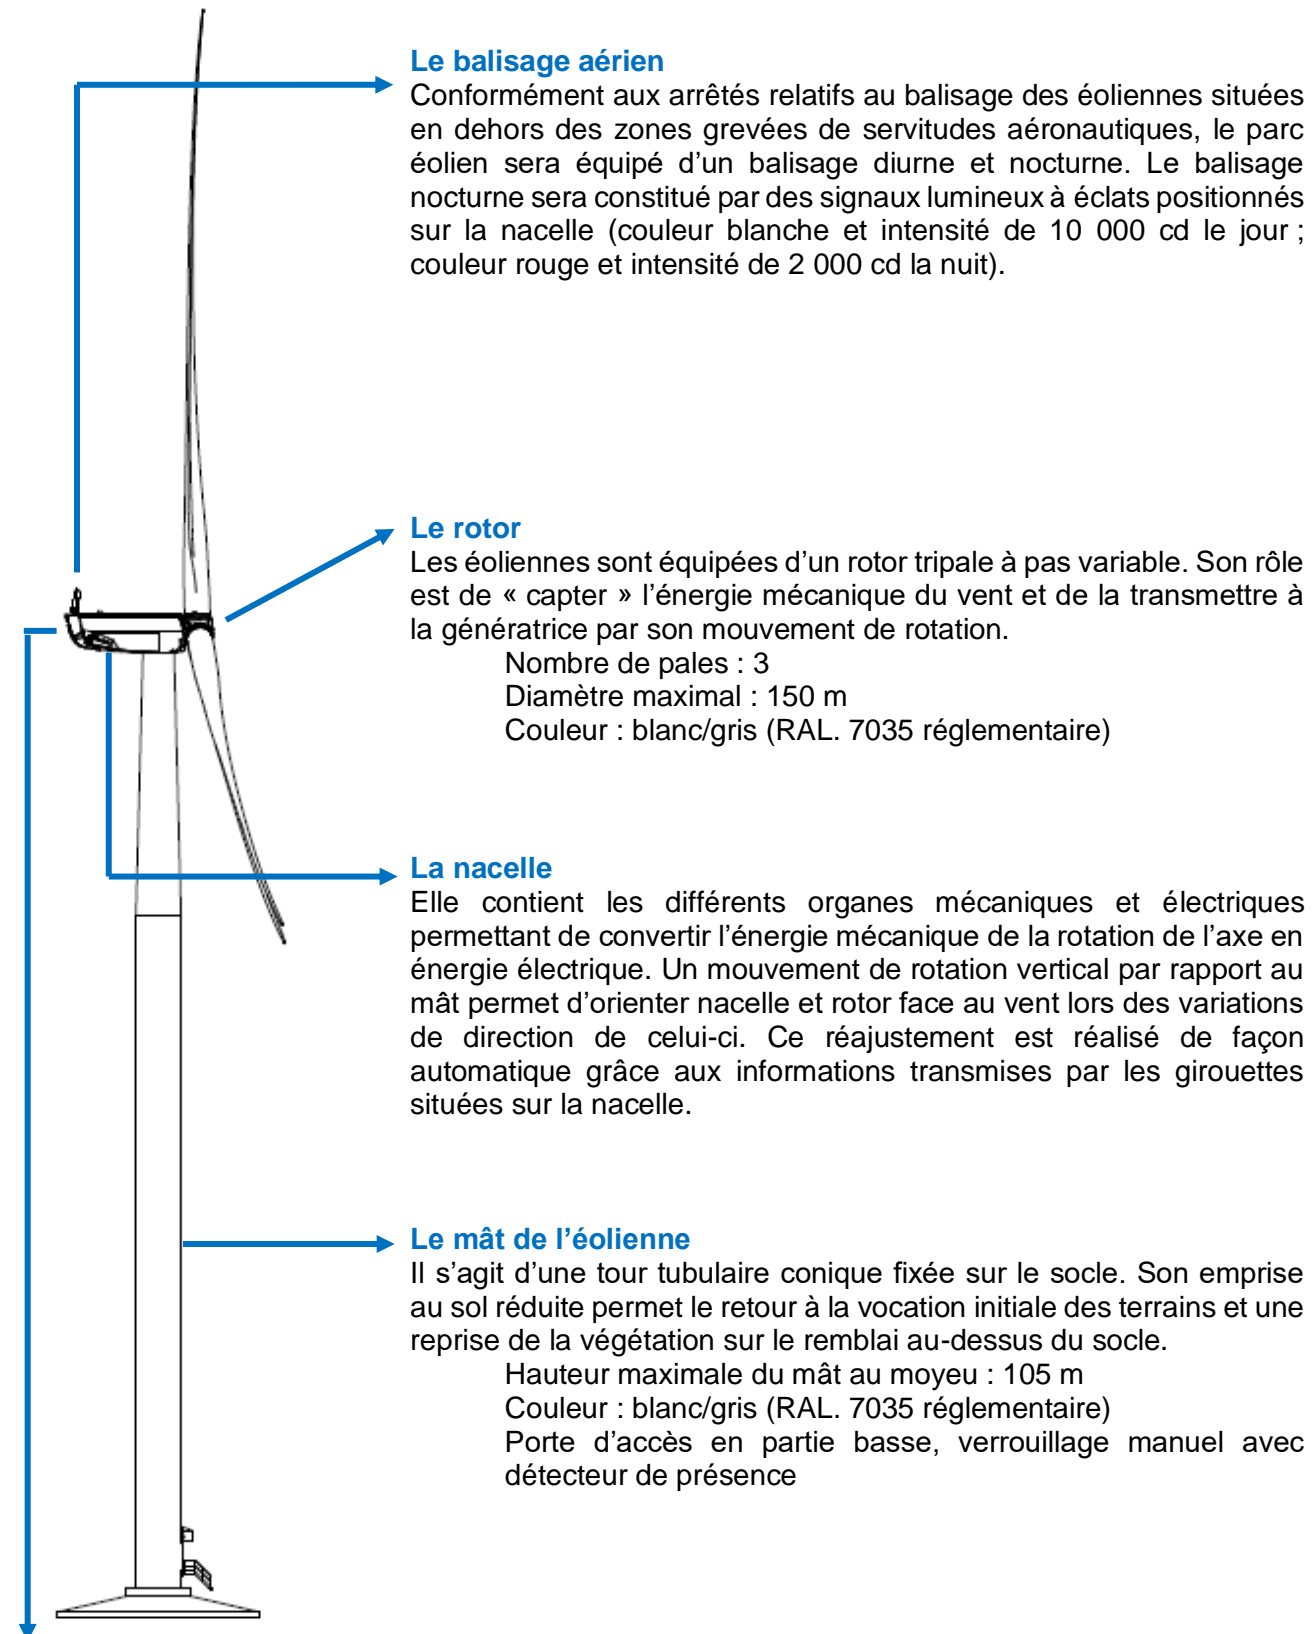 Le balisage aérien
Conformément aux arrêtés relatifs au balisage des éoliennes situées
en dehors des zones grevées de servitudes aéronautiques, le parc
éolien sera équipé d’un balisage diurne et nocturne. Le balisage
nocturne sera constitué par des signaux lumineux à éclats positionnés
sur la nacelle (couleur blanche et intensité de 10 000 cd le jour ;
couleur rouge et intensité de 2 000 cd la nuit).
Le rotor
Les éoliennes sont équipées d’un rotor tripale à pas variable. Son rôle
est de « capter » l’énergie mécanique du vent et de la transmettre à
la génératrice par son mouvement de rotation.
Nombre de pales : 3
Diamètre maximal : 150 m
Couleur : blanc/gris (RAL. 7035 réglementaire)
La nacelle
Elle contient les différents organes mécaniques et électriques
permettant de convertir l’énergie mécanique de la rotation de l’axe en
énergie électrique. Un mouvement de rotation vertical par rapport au
mât permet d’orienter nacelle et rotor face au vent lors des variations
de direction de celui-ci. Ce réajustement est réalisé de façon
automatique grâce aux informations transmises par les girouettes
situées sur la nacelle.
Le mât de l’éolienne
Il s’agit d’une tour tubulaire conique fixée sur le socle. Son emprise
au sol réduite permet le retour à la vocation initiale des terrains et une
reprise de la végétation sur le remblai au-dessus du socle.
Hauteur maximale du mât au moyeu : 105 m
Couleur : blanc/gris (RAL. 7035 réglementaire)
Porte d’accès en partie basse, verrouillage manuel avec
détecteur de présence